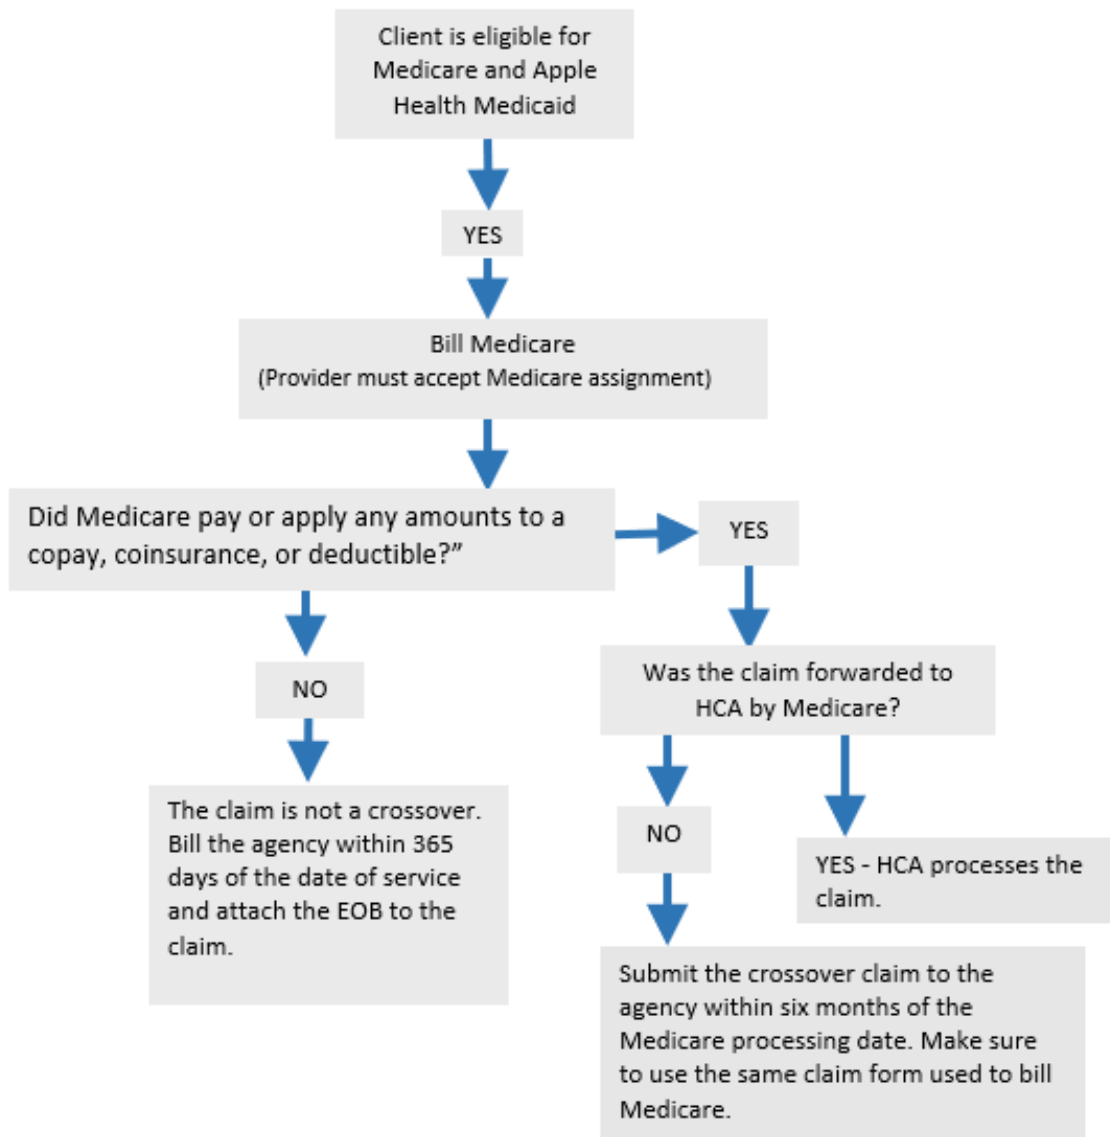 Client is eligible for
Medicare and Apple
Health Medicaid
YES
Bill Medicare
(Provider must accept Medicare assignment)
Did Medicare pay or apply any amounts to a
copay, coinsurance, or deductible?”
YES
NO
Was the claim forwarded to
HCA by Medicare?
The claim is not a crossover.
Bill the agency within 365
days of the date of service
and attach the EOB to the
claim.
NO
YES - HCA processes the
claim.
Submit the crossover claim to the
agency within six months of the
Medicare processing date. Make sure
to use the same claim form used to bill
Medicare.